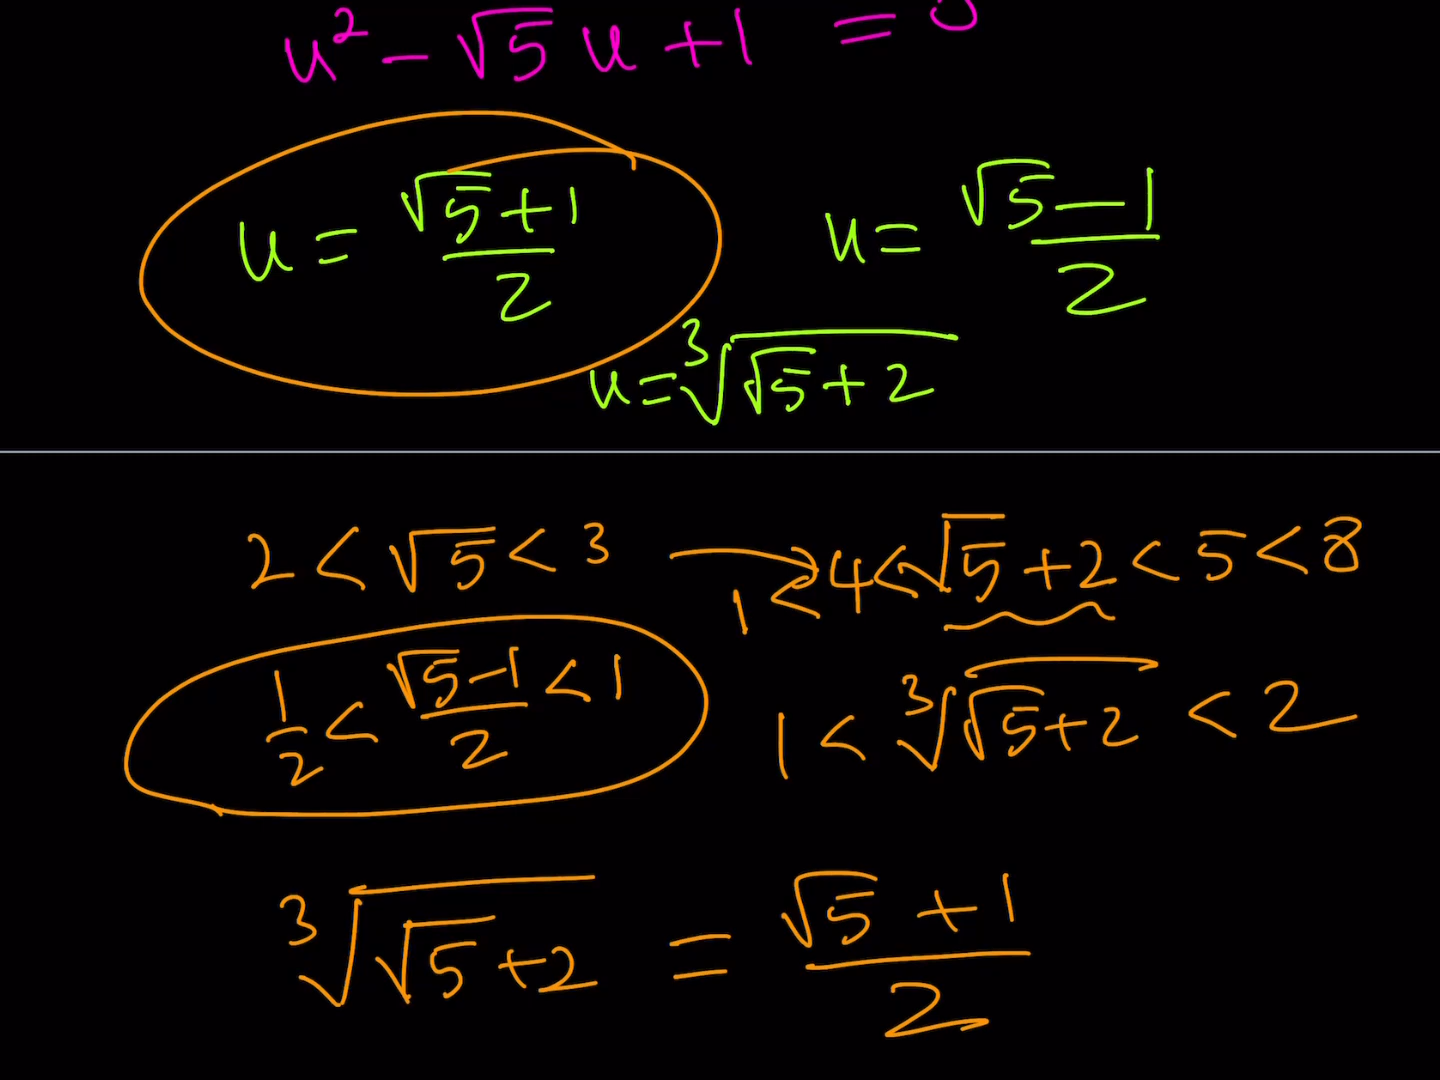 u² - √5 u + 1 = 0
u = (√5 + 1)/2 u = (√5 - 1)/2
u = ∛(√5 + 2)
2 < √5 < 3 → 4 < √5 + 2 < 5 < 8
1 <
1/2 < (√5 - 1)/2 < 1 1 < ∛(√5 + 2) < 2
∛(√5 + 2) = (√5 + 1)/2